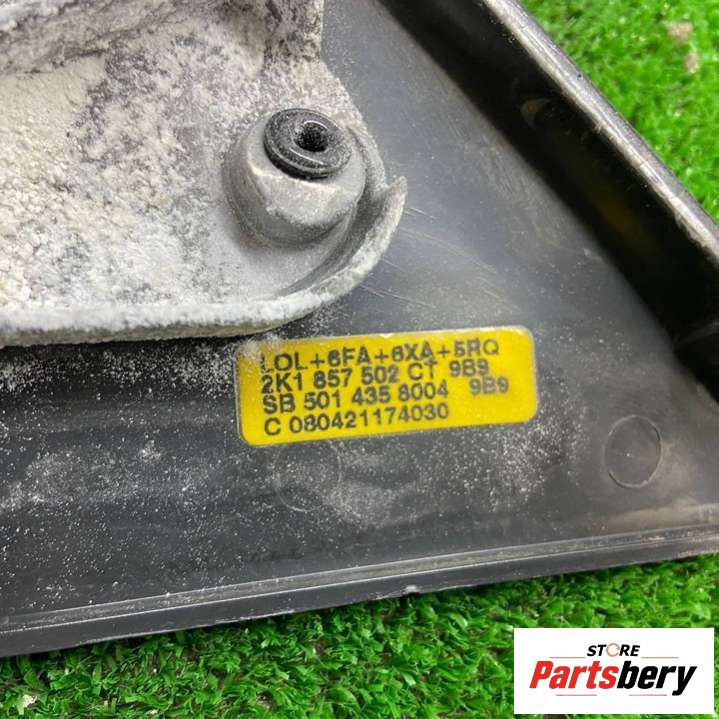 LOL+6FA+6XA+5RQ
2K1 857 502 CT 9B9
SB 501 435 8004 9B9
C 080421174030
STORE
Partsbery